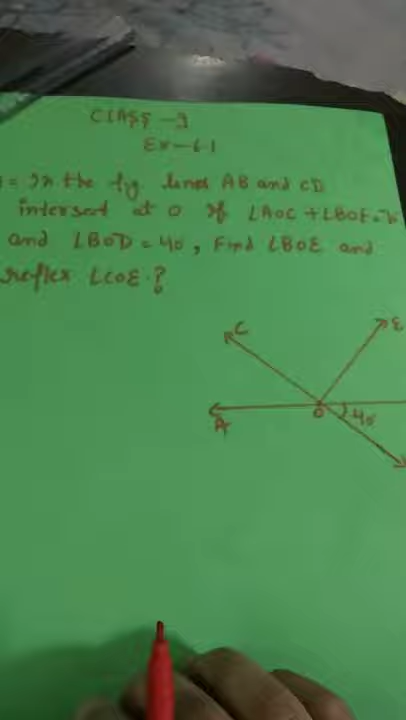 CLASS - 9
Ex - 6.1
= In the fig lines AB and CD
intersect at O If ∠AOC + ∠BOE = 70
and ∠BOD = 40, Find ∠BOE and
reflex ∠COE ?
C
E
A
O
40